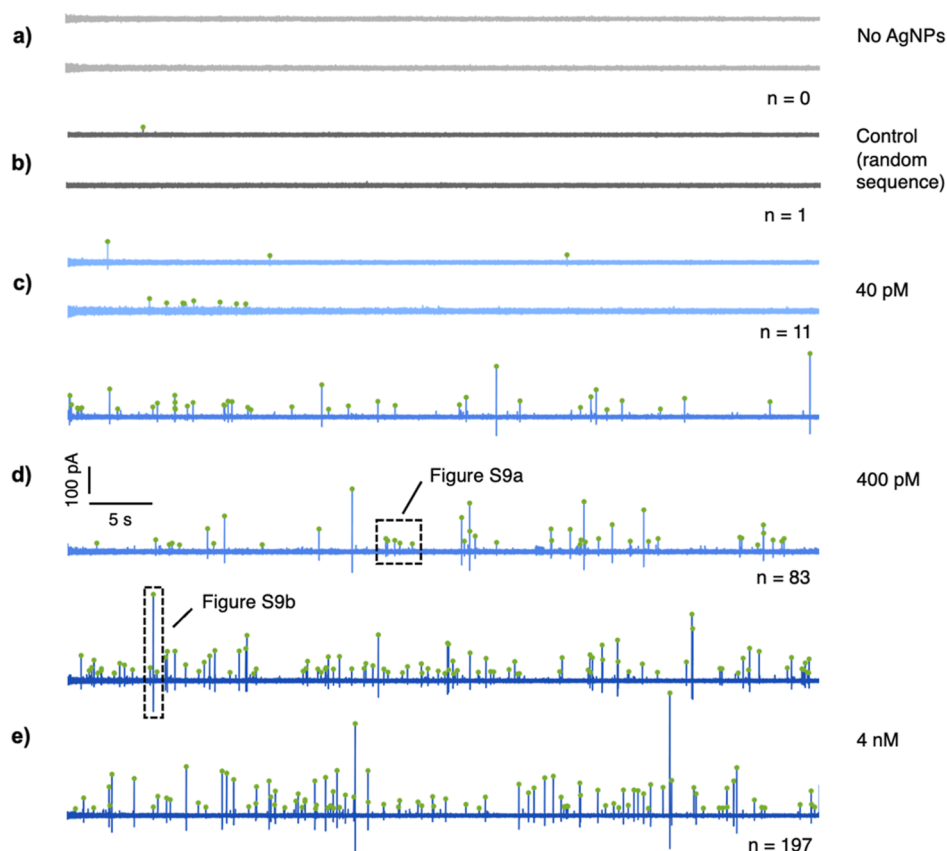 a)
No AgNPs
n = 0
b)
Control
(random
sequence)
n = 1
c)
40 pM
n = 11
d)
100 pA
5 s
Figure S9a
400 pM
n = 83
Figure S9b
e)
4 nM
n = 197